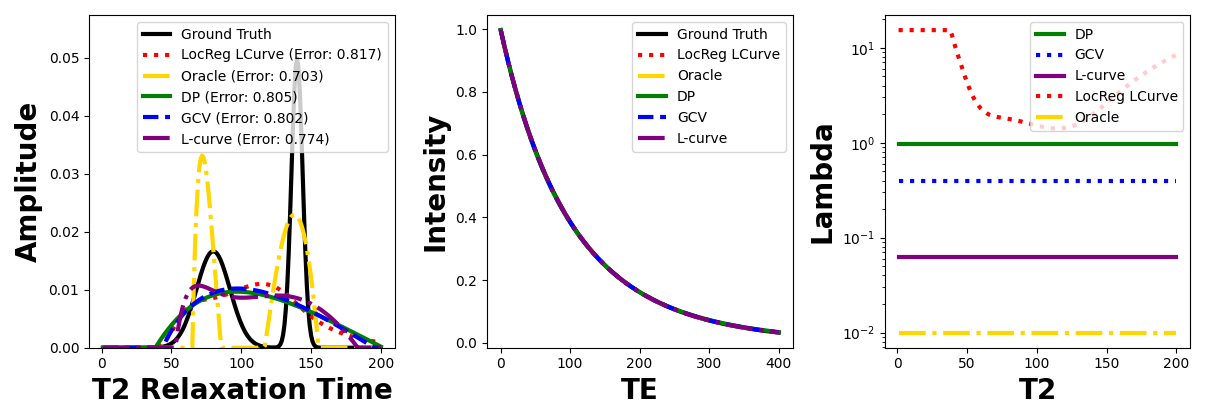 Amplitude
0.05
0.04
0.03
0.02
0.01
0.00
0 50 100 150 200
T2 Relaxation Time
Ground Truth
LocReg LCurve (Error: 0.817)
Oracle (Error: 0.703)
DP (Error: 0.805)
GCV (Error: 0.802)
L-curve (Error: 0.774)
Intensity
1.0
0.8
0.6
0.4
0.2
0.0
0 100 200 300 400
TE
Ground Truth
LocReg LCurve
Oracle
DP
GCV
L-curve
Lambda
10¹
10⁰
10⁻¹
10⁻²
0 50 100 150 200
T2
DP
GCV
L-curve
LocReg LCurve
Oracle